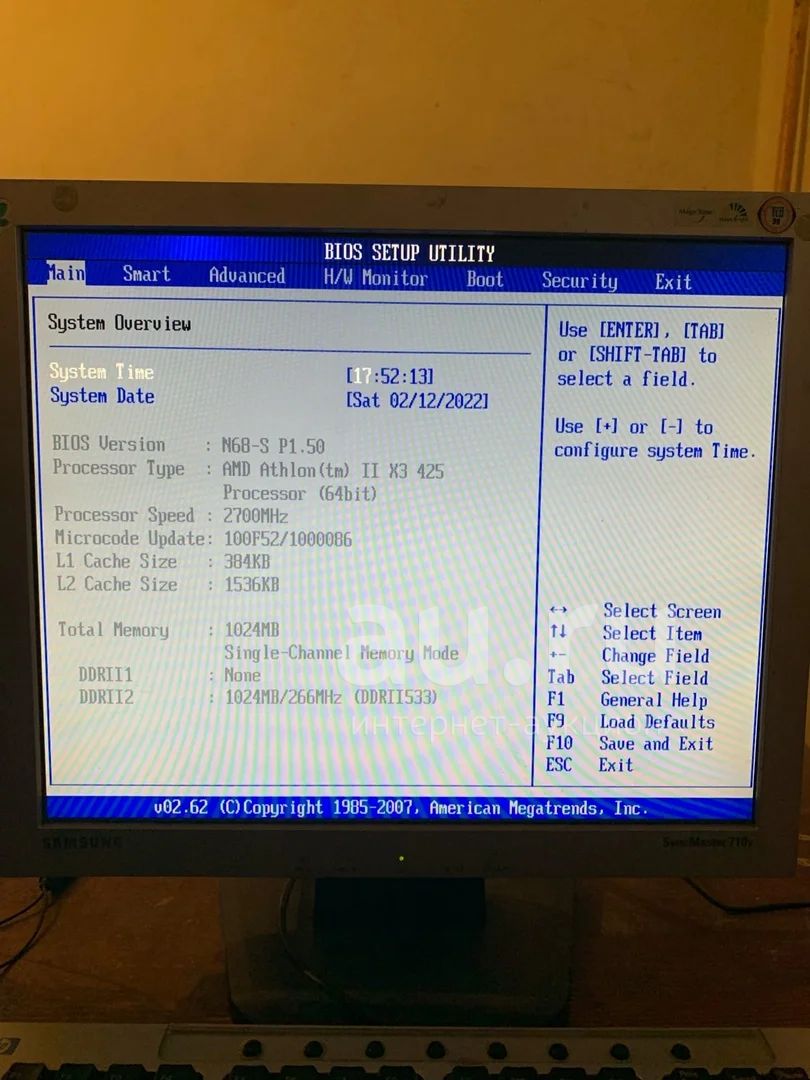 BIOS SETUP UTILITY
Main Smart Advanced H/W Monitor Boot Security Exit
System Overview
System Time [17:52:13]
System Date [Sat 02/12/2022]
BIOS Version : N68-S P1.50
Processor Type : AMD Athlon(tm) II X3 425
Processor (64bit)
Processor Speed : 2700MHz
Microcode Update: 100F52/1000086
L1 Cache Size : 384KB
L2 Cache Size : 1536KB
Total Memory : 1024MB
Single-Channel Memory Mode
DDRII1 : None
DDRII2 : 1024MB/266MHz (DDRII533)
Use [ENTER], [TAB]
or [SHIFT-TAB] to
select a field.
Use [+] or [-] to
configure system Time.
↔ Select Screen
↑↓ Select Item
+- Change Field
Tab Select Field
F1 General Help
F9 Load Defaults
F10 Save and Exit
ESC Exit
v02.62 (C)Copyright 1985-2007, American Megatrends, Inc.
au.r
интернет-аукцион
SAMSUNG
SyncMaster 710v